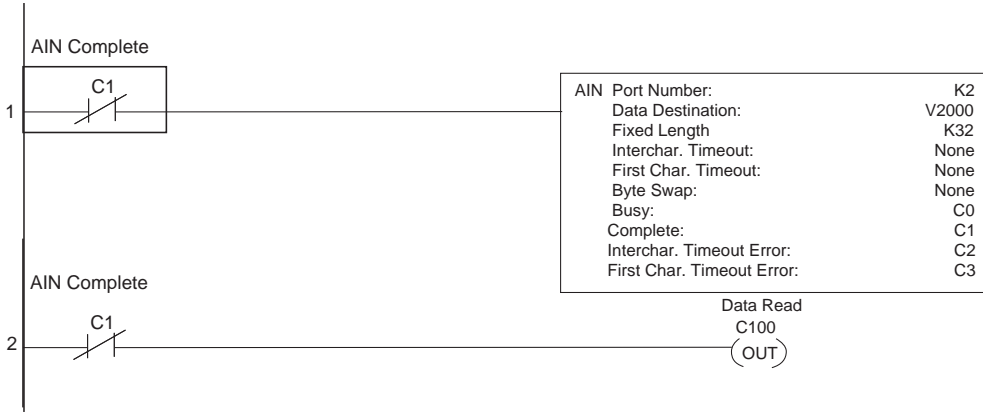 AIN Complete
C1
1
AIN Port Number: K2
Data Destination: V2000
Fixed Length K32
Interchar. Timeout: None
First Char. Timeout: None
Byte Swap: None
Busy: C0
Complete: C1
Interchar. Timeout Error: C2
First Char. Timeout Error: C3
AIN Complete
Data Read
C1
C100
2
OUT